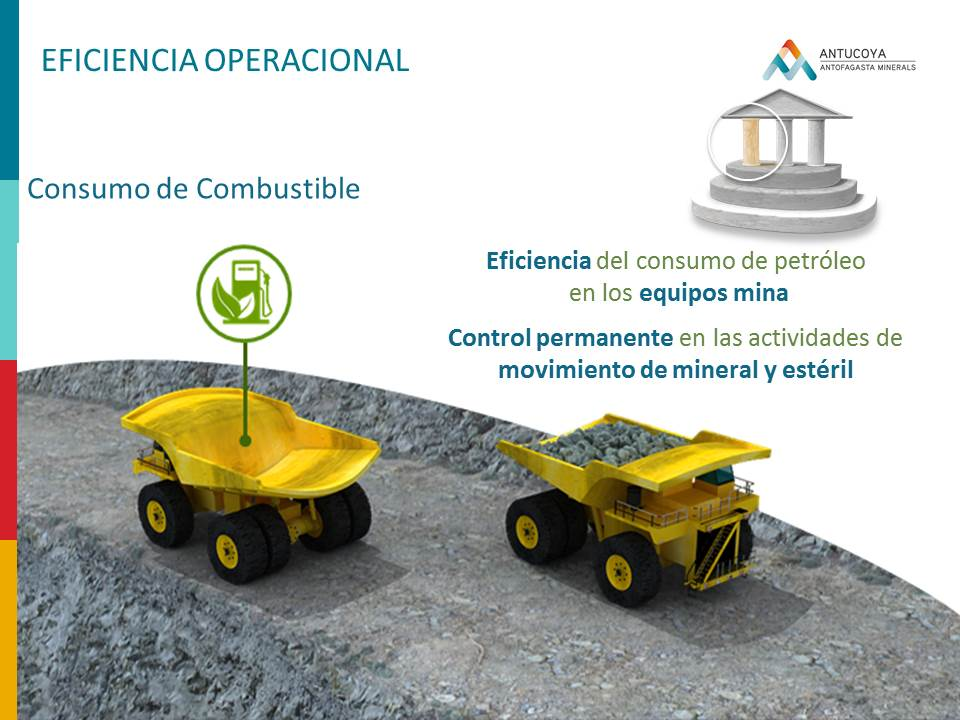 EFICIENCIA OPERACIONAL
ANTUCOYA
ANTOFAGASTA MINERALS
Consumo de Combustible
Eficiencia del consumo de petróleo
en los equipos mina
Control permanente en las actividades de
movimiento de mineral y estéril